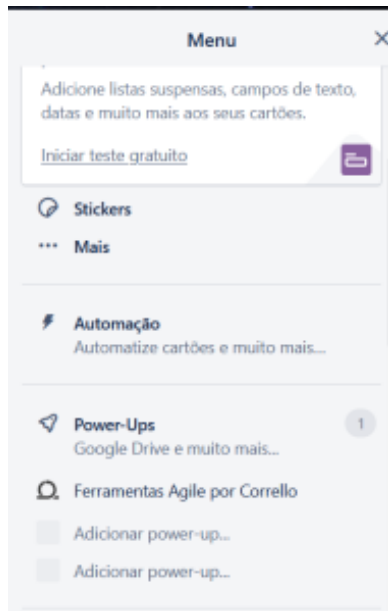 Menu
Adicione listas suspensas, campos de texto,
datas e muito mais aos seus cartões.
Iniciar teste gratuito
Stickers
Mais
Automação
Automatize cartões e muito mais...
Power-Ups
1
Google Drive e muito mais...
Ferramentas Agile por Corrello
Adicionar power-up...
Adicionar power-up...